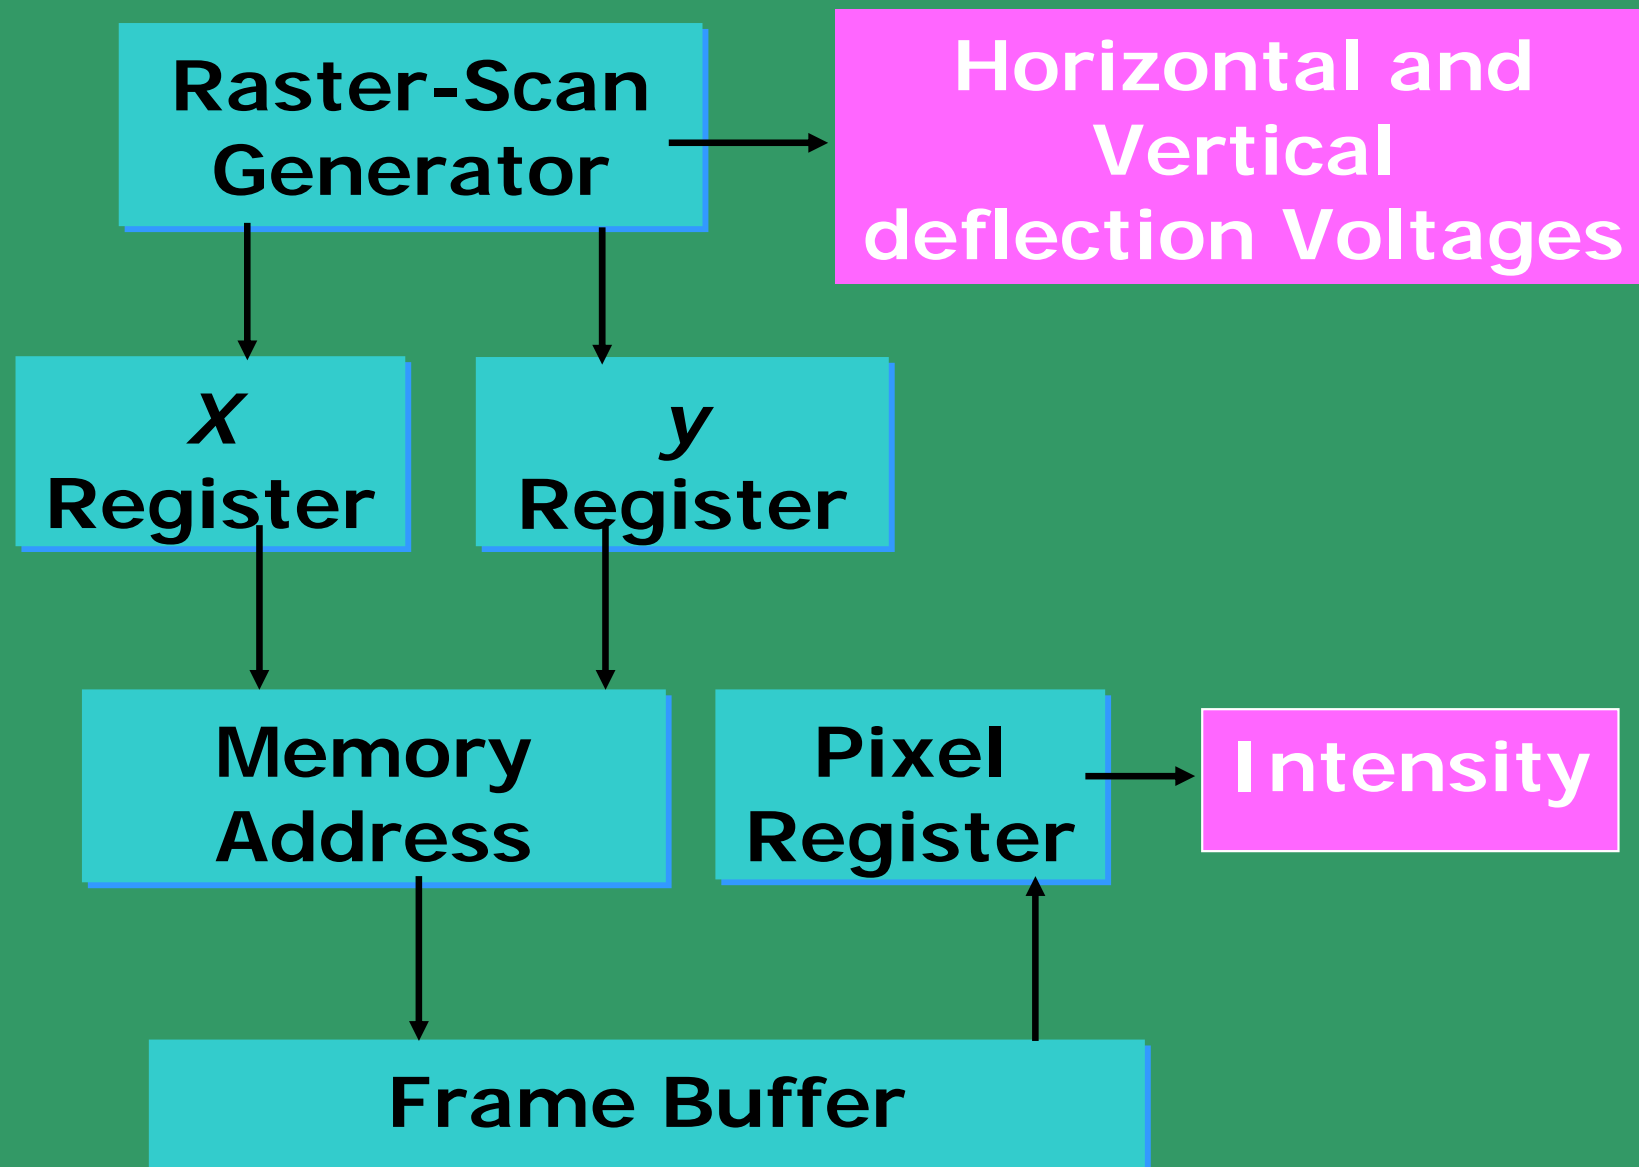 Raster-Scan
Generator
Horizontal and
Vertical
deflection Voltages
X
Register
y
Register
Memory
Address
Pixel
Register
Intensity
Frame Buffer